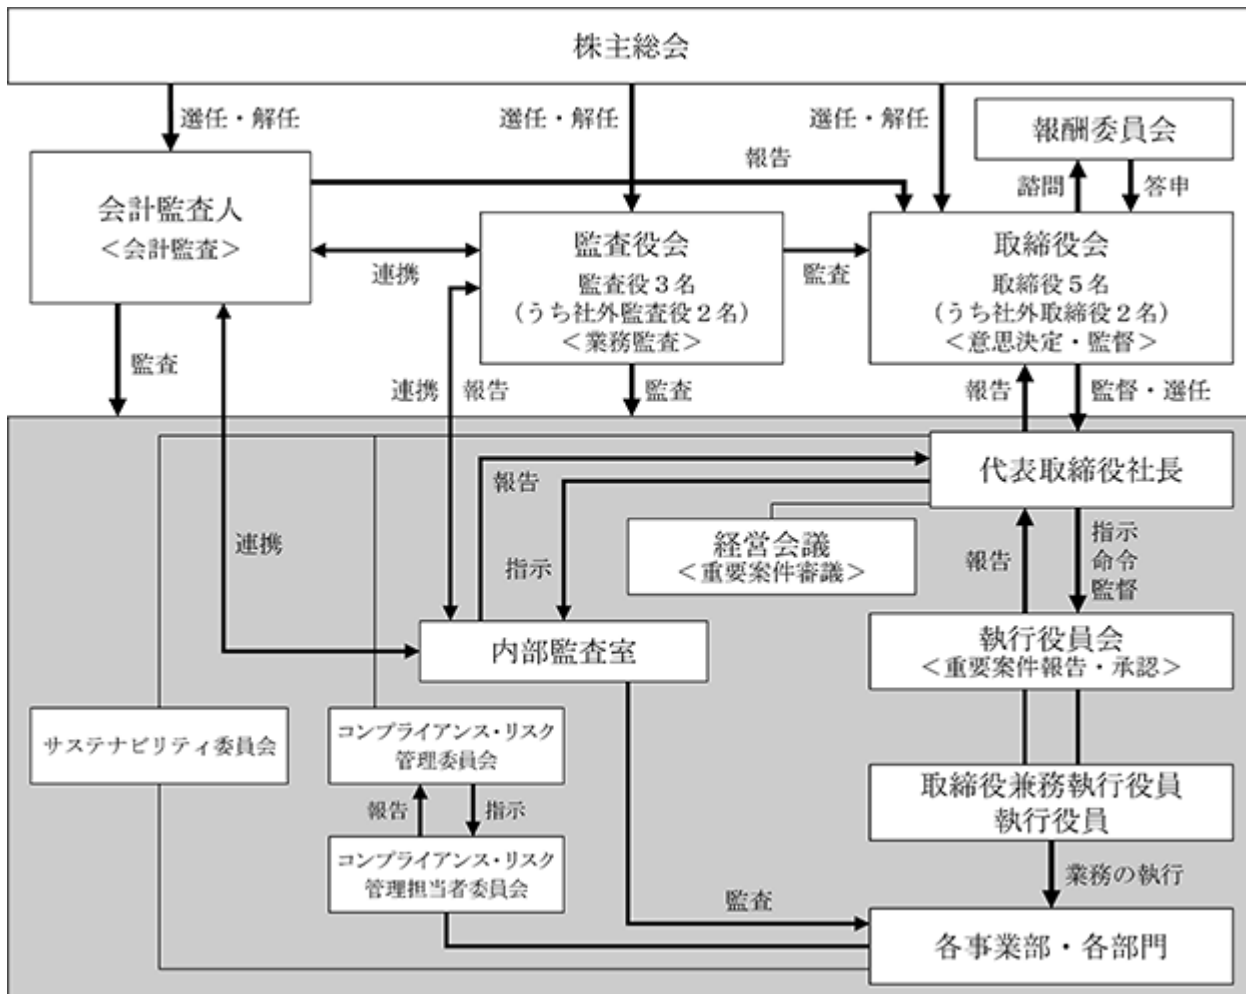 株主総会
選任・解任
選任・解任
選任・解任
報酬委員会
報告
諮問
答申
会計監査人
＜会計監査＞
連携
監査役会
監査役３名
（うち社外監査役２名）
＜業務監査＞
監査
取締役会
取締役５名
（うち社外取締役２名）
＜意思決定・監督＞
監査
連携
報告
監査
報告
監督・選任
代表取締役社長
報告
指示
連携
経営会議
＜重要案件審議＞
報告
指示
命令
監督
内部監査室
執行役員会
＜重要案件報告・承認＞
サステナビリティ委員会
コンプライアンス・リスク
管理委員会
報告
指示
コンプライアンス・リスク
管理担当者委員会
取締役兼務執行役員
執行役員
業務の執行
監査
各事業部・各部門